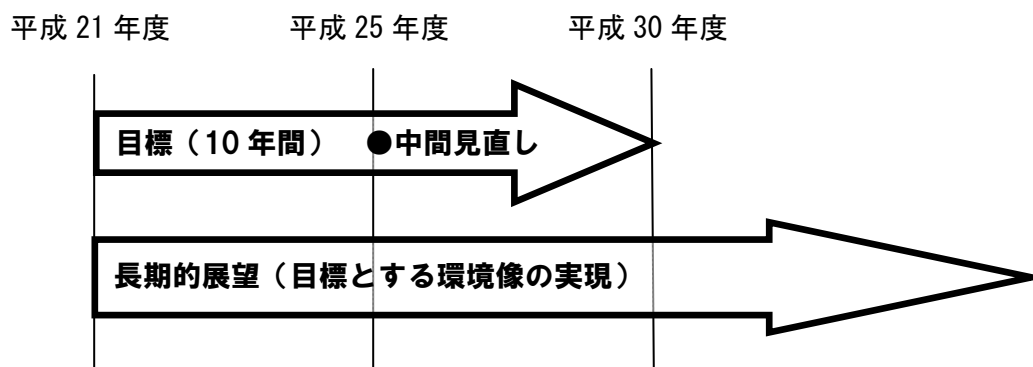 平成 21 年度 平成 25 年度 平成 30 年度
目標（10 年間） ●中間見直し
長期的展望（目標とする環境像の実現）